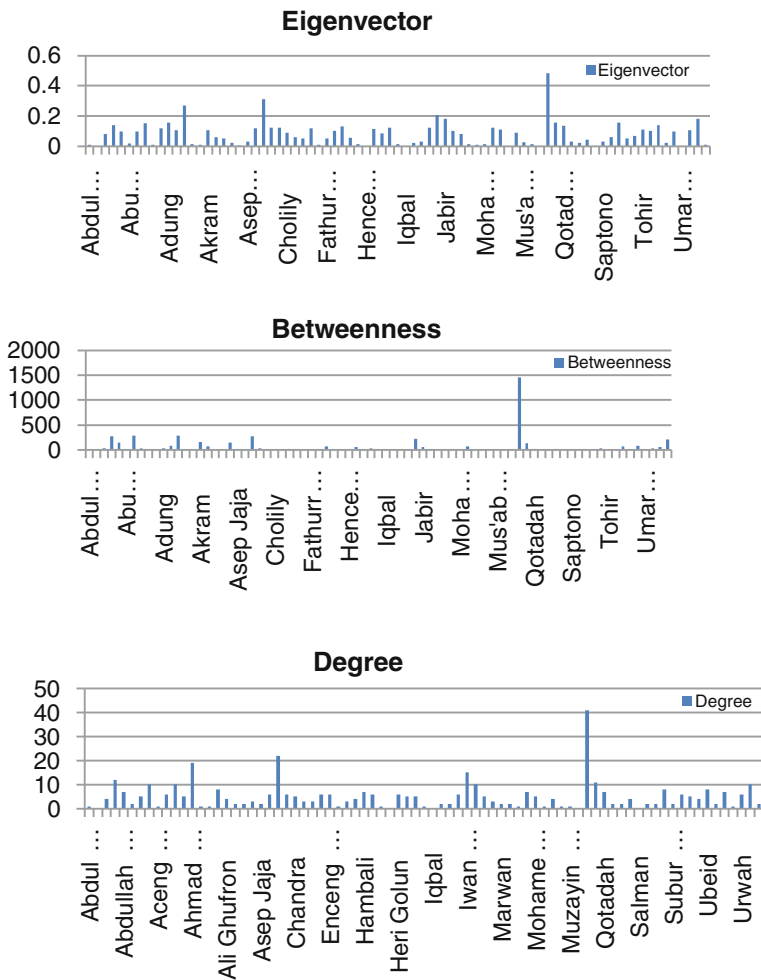 Eigenvector
0.6
0.4
0.2
0
Eigenvector
Abdul…
Abu…
Adung
Akram
Asep…
Cholily
Fathur…
Hence…
Iqbal
Jabir
Moha…
Mus'a…
Qotad…
Saptono
Tohir
Umar…
Betweenness
2000
1500
1000
500
0
Betweenness
Abdul…
Abu…
Adung
Akram
Asep Jaja
Cholily
Fathurr…
Hence…
Iqbal
Jabir
Moha…
Mus'ab…
Qotadah
Saptono
Tohir
Umar…
Degree
50
40
30
20
10
0
Degree
Abdul…
Abdullah…
Aceng…
Ahmad…
Ali Ghufron
Asep Jaja
Chandra
Enceng…
Hambali
Heri Golun
Iqbal
Iwan…
Marwan
Mohame…
Muzayin…
Qotadah
Salman
Subur…
Ubeid
Urwah